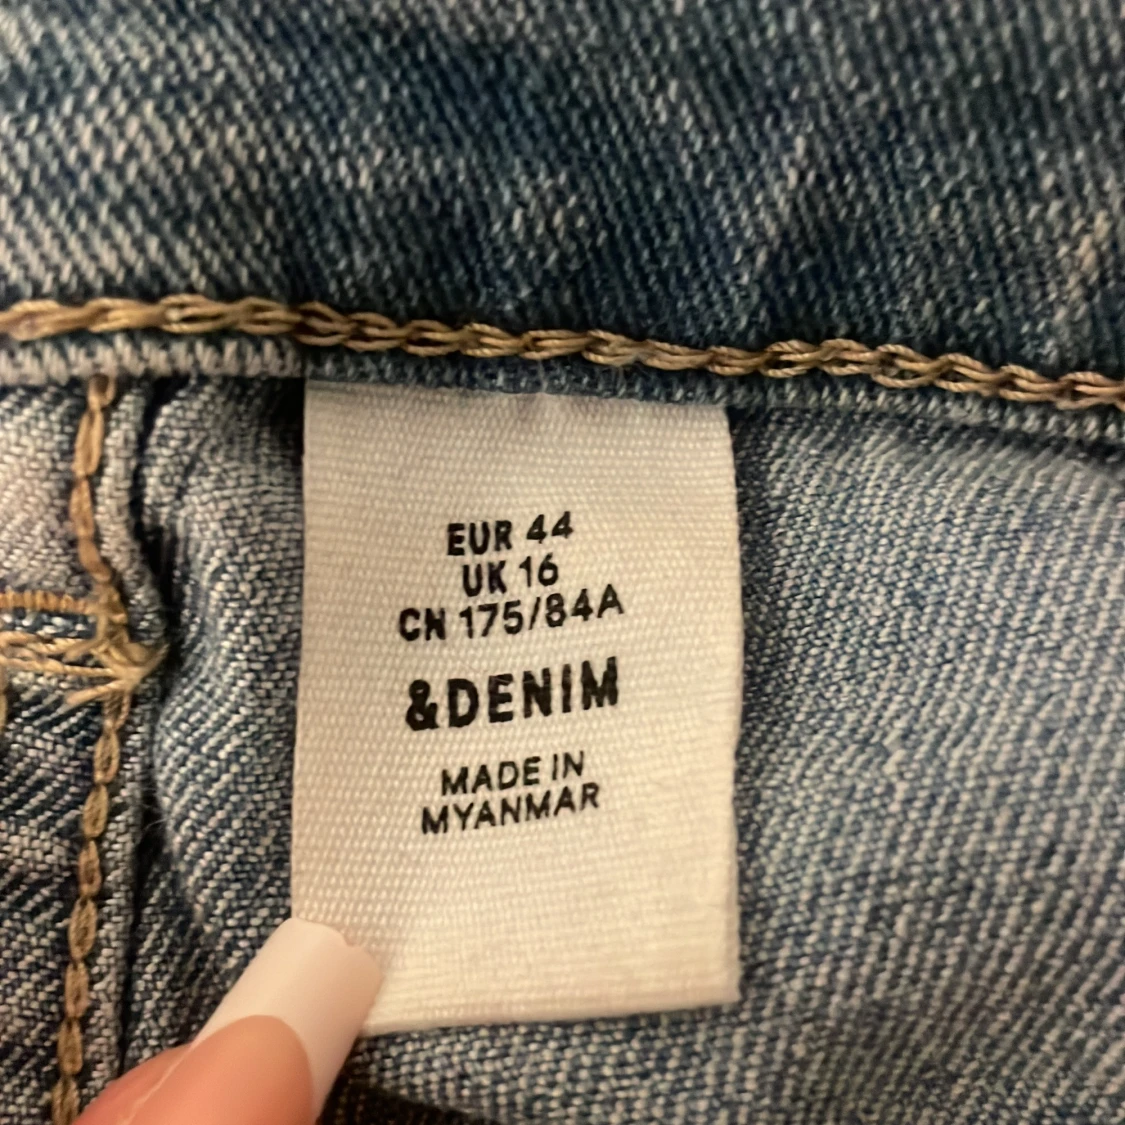 EUR 44
UK 16
CN 175/84A
&DENIM
MADE IN
MYANMAR